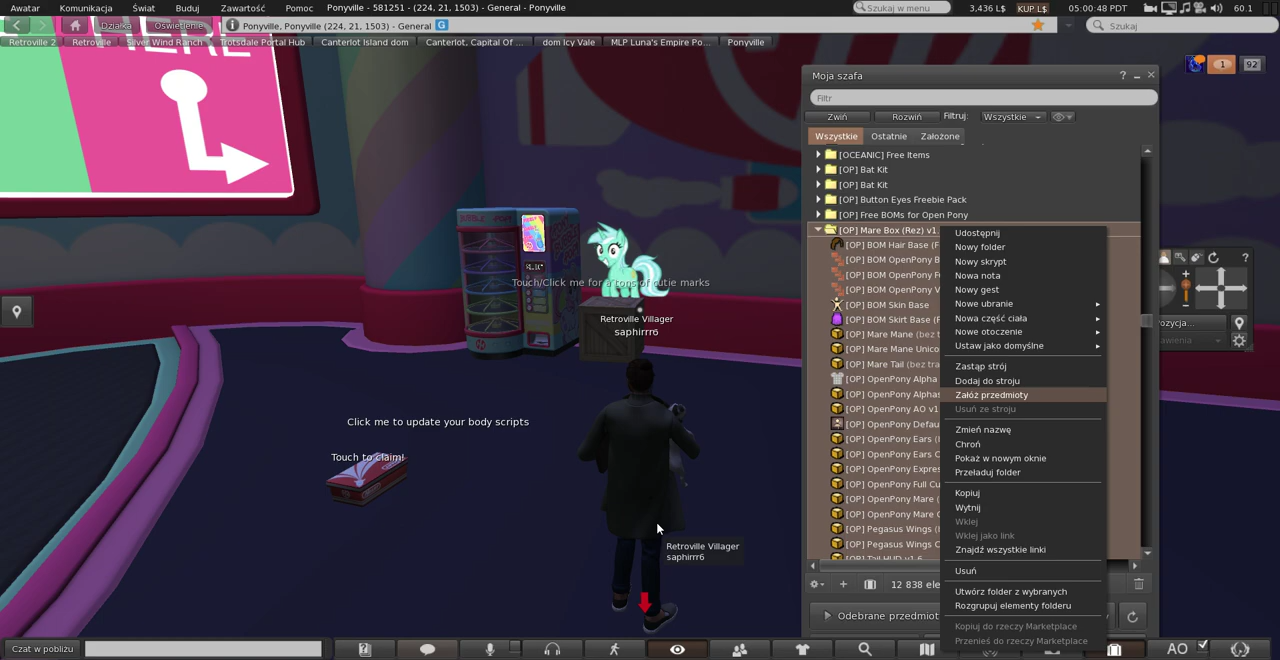 Awatar Komunikacja Świat Buduj Zawartość Pomoc Ponyville - 581251 - (224, 21, 1503) - General - Ponyville Szukaj w menu 3,436 L$ KUP L$ 05:00:48 PDT 60.1
Działka Oświetlenie Ponyville, Ponyville (224, 21, 1503) - General G Szukaj
Retroville 2 Retroville Silver Wind Ranch Trotsdale Portal Hub Canterlot Island dom Canterlot, Capital Of ... dom Icy Vale MLP Luna's Empire Po... Ponyville
HERE
1 92
Moja szafa
Filtr
Zwiń Rozwiń Filtruj: Wszystkie
Wszystkie Ostatnie Założone
[OCEANIC] Free Items
[OP] Bat Kit
[OP] Bat Kit
[OP] Button Eyes Freebie Pack
[OP] Free BOMs for Open Pony
[OP] Mare Box (Rez) v1.
[OP] BOM Hair Base (F
[OP] BOM OpenPony B
[OP] BOM OpenPony F
[OP] BOM OpenPony V
[OP] BOM Skin Base
[OP] BOM Skirt Base (F
[OP] Mare Mane (bez t
[OP] Mare Mane Unico
[OP] Mare Tail (bez tra
[OP] OpenPony Alpha
[OP] OpenPony Alphas
[OP] OpenPony AO v1
[OP] OpenPony Defau
[OP] OpenPony Ears (
[OP] OpenPony Ears C
[OP] OpenPony Expres
[OP] OpenPony Full Cu
[OP] OpenPony Mare (
[OP] OpenPony Mare C
[OP] Pegasus Wings (b
[OP] Pegasus Wings C
12 838 ele
Odebrane przedmiot
Udostępnij
Nowy folder
Nowy skrypt
Nowa nota
Nowy gest
Nowe ubranie
Nowa część ciała
Nowe otoczenie
Ustaw jako domyślne
Zastąp strój
Dodaj do stroju
Załóż przedmioty
Usuń ze stroju
Zmień nazwę
Chroń
Pokaż w nowym oknie
Przeładuj folder
Kopiuj
Wytnij
Wklej
Wklej jako link
Znajdź wszystkie linki
Usuń
Utwórz folder z wybranych
Rozgrupuj elementy folderu
Kopiuj do rzeczy Marketplace
Przenieś do rzeczy Marketplace
ozycja...
awienia
Touch/Click me for a tons of cutie marks
Retroville Villager
saphirrr6
Click me to update your body scripts
Touch to claim!
Retroville Villager
saphirrr6
Czat w pobliżu
AO